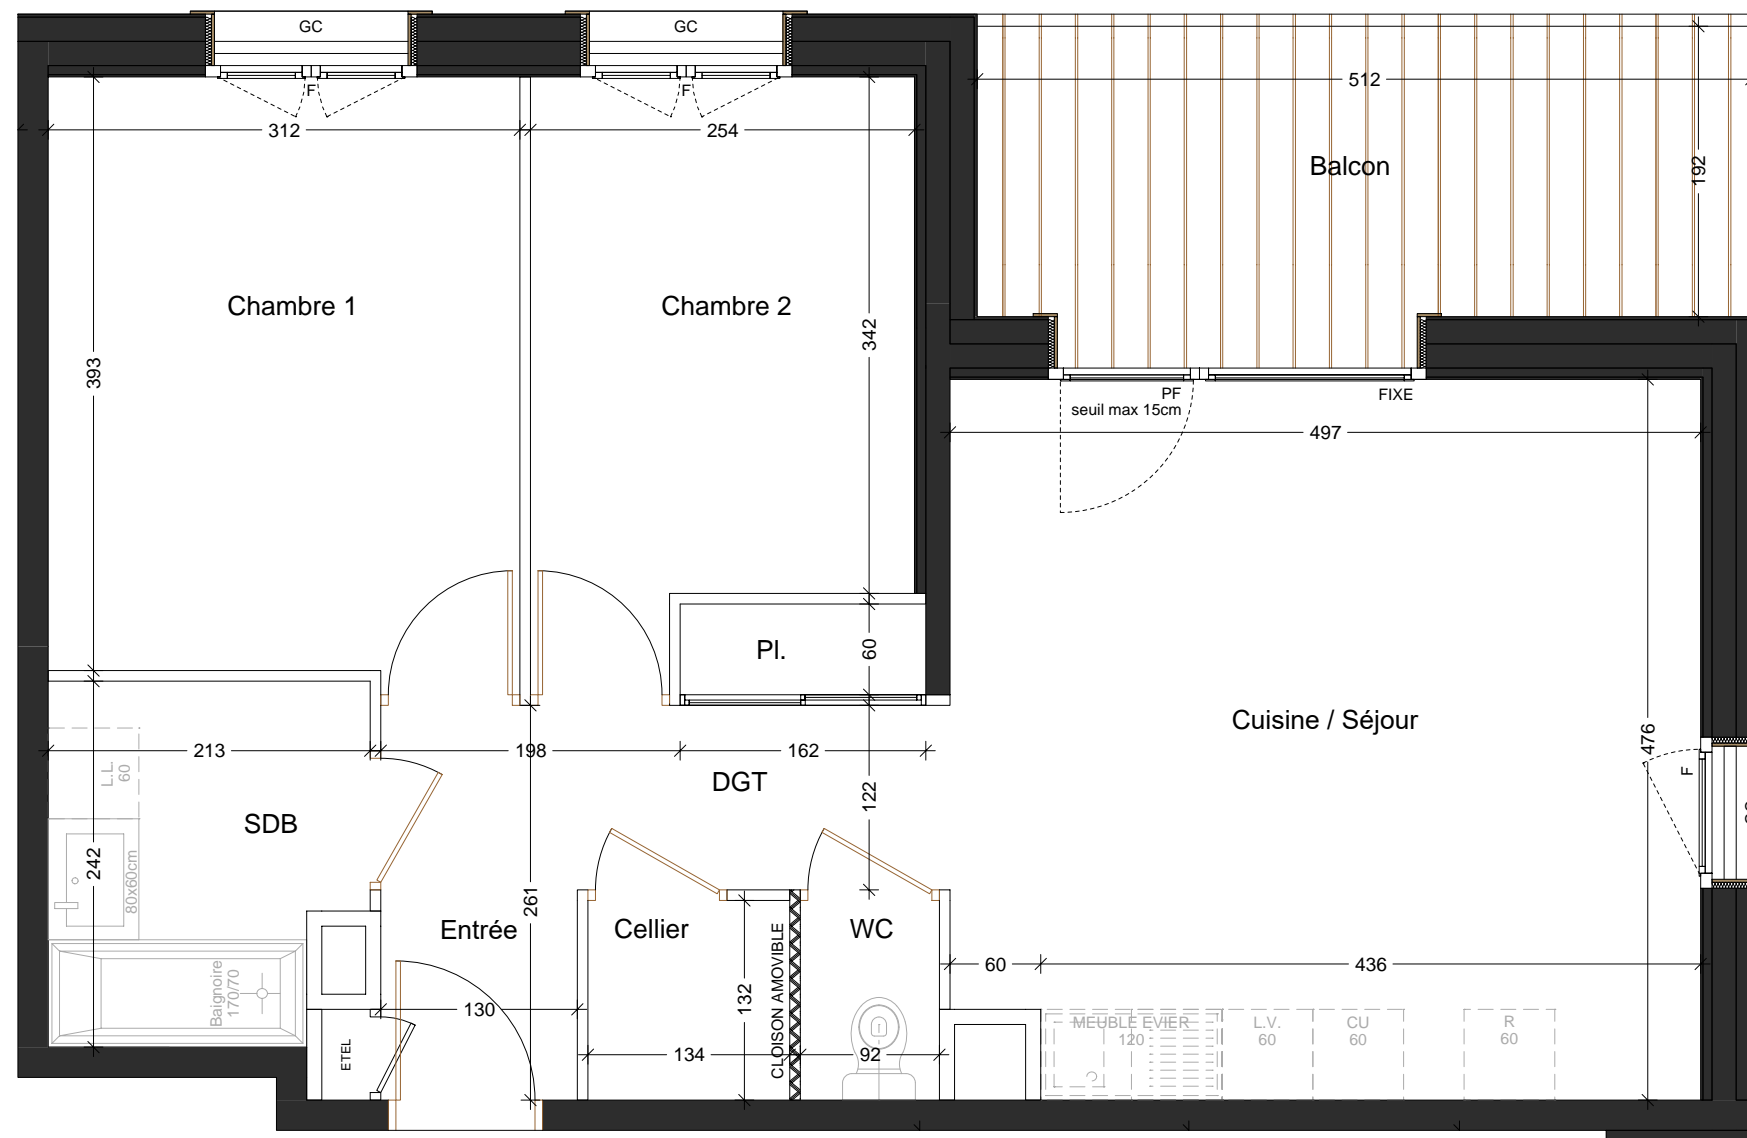 GC
GC
F
F
312
254
512
Balcon
192
Chambre 1
Chambre 2
393
342
PF
seuil max 15cm
FIXE
497
Pl.
60
Cuisine / Séjour
476
213
198
162
DGT
122
L.L
60
F
SDB
242
80x60cm
261
Entrée
Cellier
WC
CLOISON AMOVIBLE
60
436
Baignoire
170/70
130
132
ETEL
134
92
MEUBLE EVIER
120
L.V.
60
CU
60
R
60